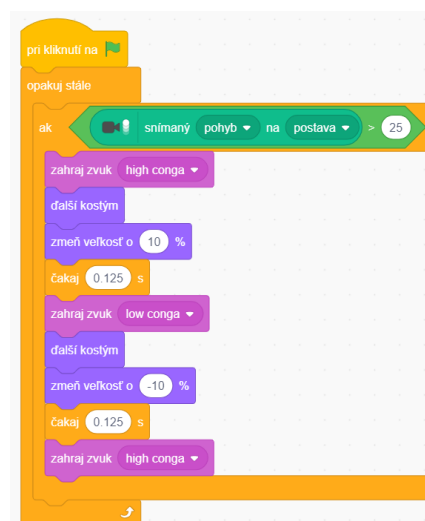 pri kliknutí na
opakuj stále
ak snímaný pohyb na postava > 25
zahraj zvuk high conga
ďalší kostým
zmeň veľkosť o 10 %
čakaj 0.125 s
zahraj zvuk low conga
ďalší kostým
zmeň veľkosť o -10 %
čakaj 0.125 s
zahraj zvuk high conga